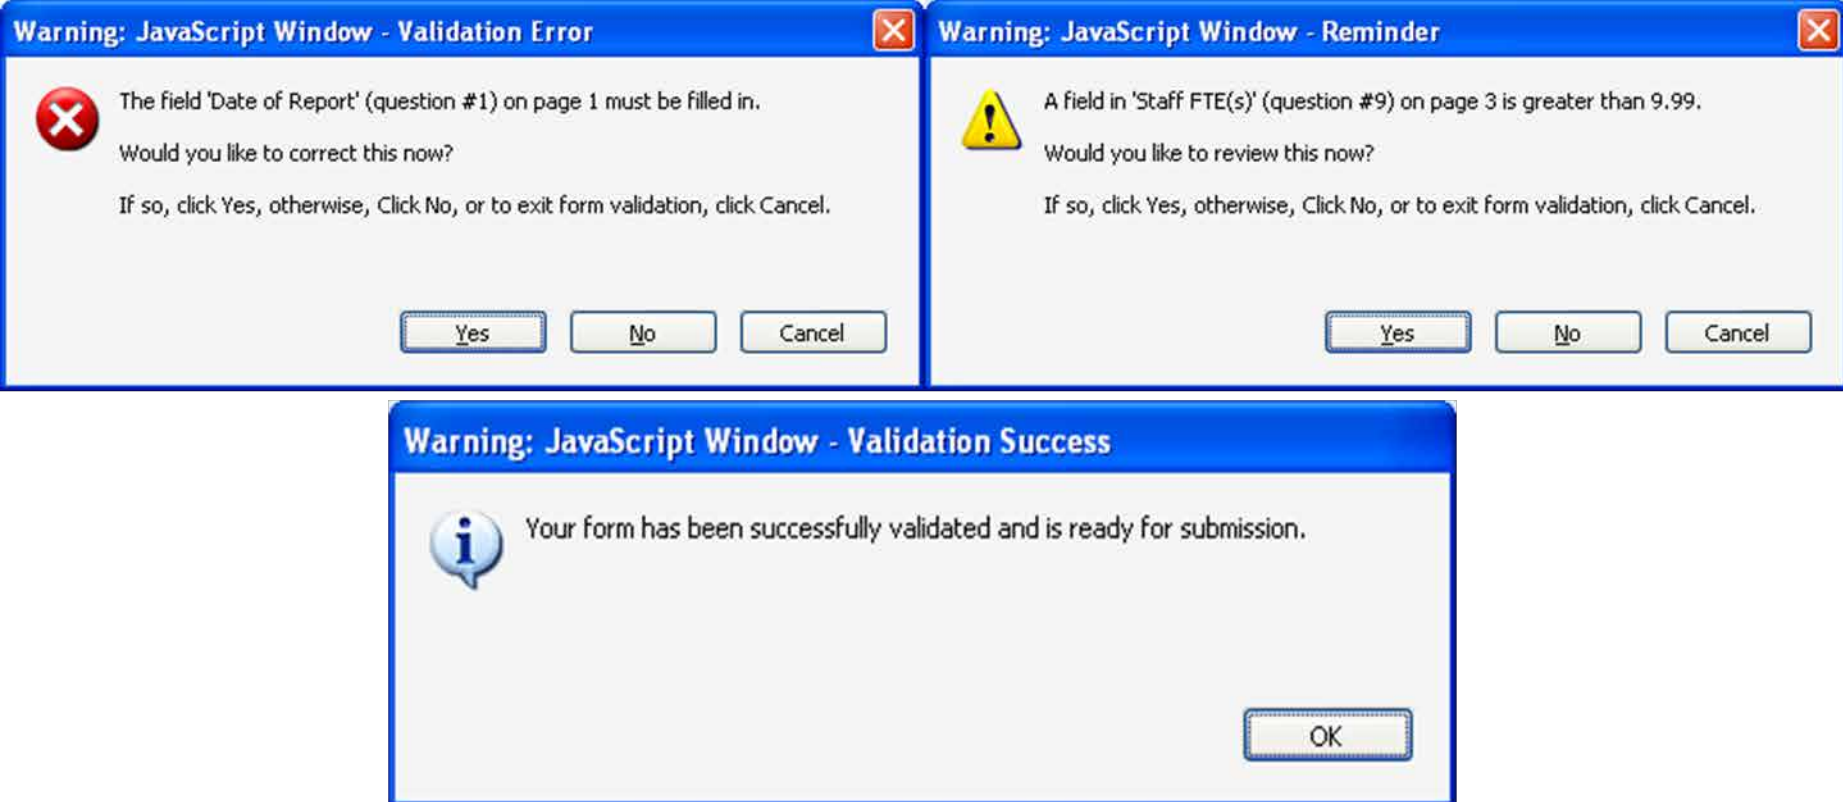 Warning: JavaScript Window - Validation Error
The field 'Date of Report' (question #1) on page 1 must be filled in.
Would you like to correct this now?
If so, click Yes, otherwise, Click No, or to exit form validation, click Cancel.
Yes No Cancel
Warning: JavaScript Window - Reminder
A field in 'Staff FTE(s)' (question #9) on page 3 is greater than 9.99.
Would you like to review this now?
If so, click Yes, otherwise, Click No, or to exit form validation, click Cancel.
Yes No Cancel
Warning: JavaScript Window - Validation Success
Your form has been successfully validated and is ready for submission.
OK